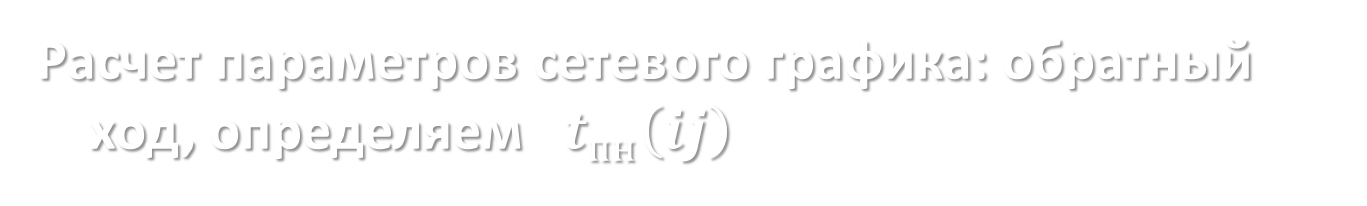 Расчет параметров сетевого графика: обратный
ход, определяем t_пн(ij)